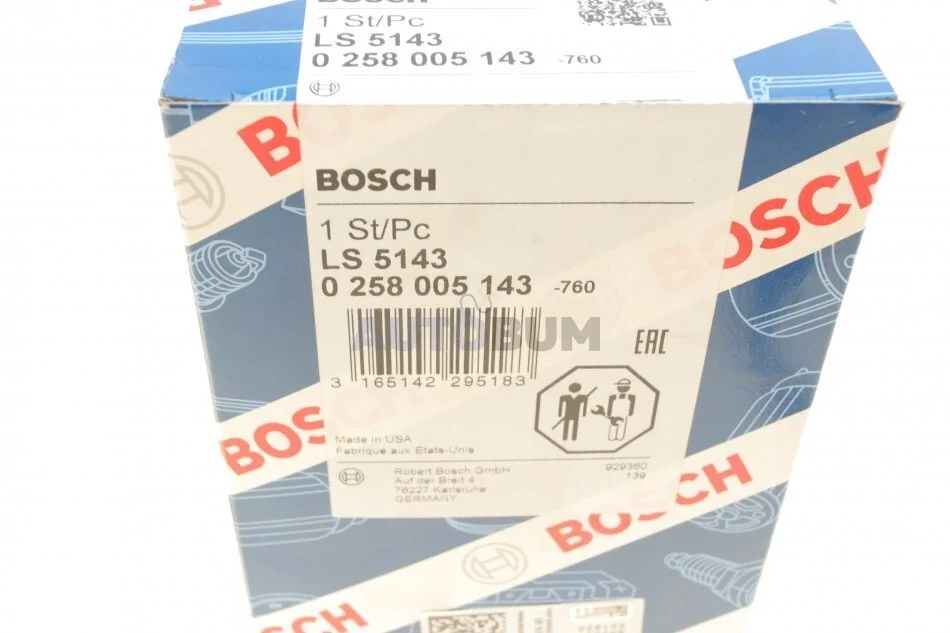 BOSCH
1 St/Pc
LS 5143
0 258 005 143 -760
BOSCH
1 St/Pc
LS 5143
0 258 005 143 -760
AUTOBUM
EAC
3 165142 295183
Made in USA
Fabriqué aux États-Unis
Robert Bosch GmbH
Auf der Breit 4
76227 Karlsruhe
GERMANY
929360
139
BOSCH
BOSCH
BOSCH